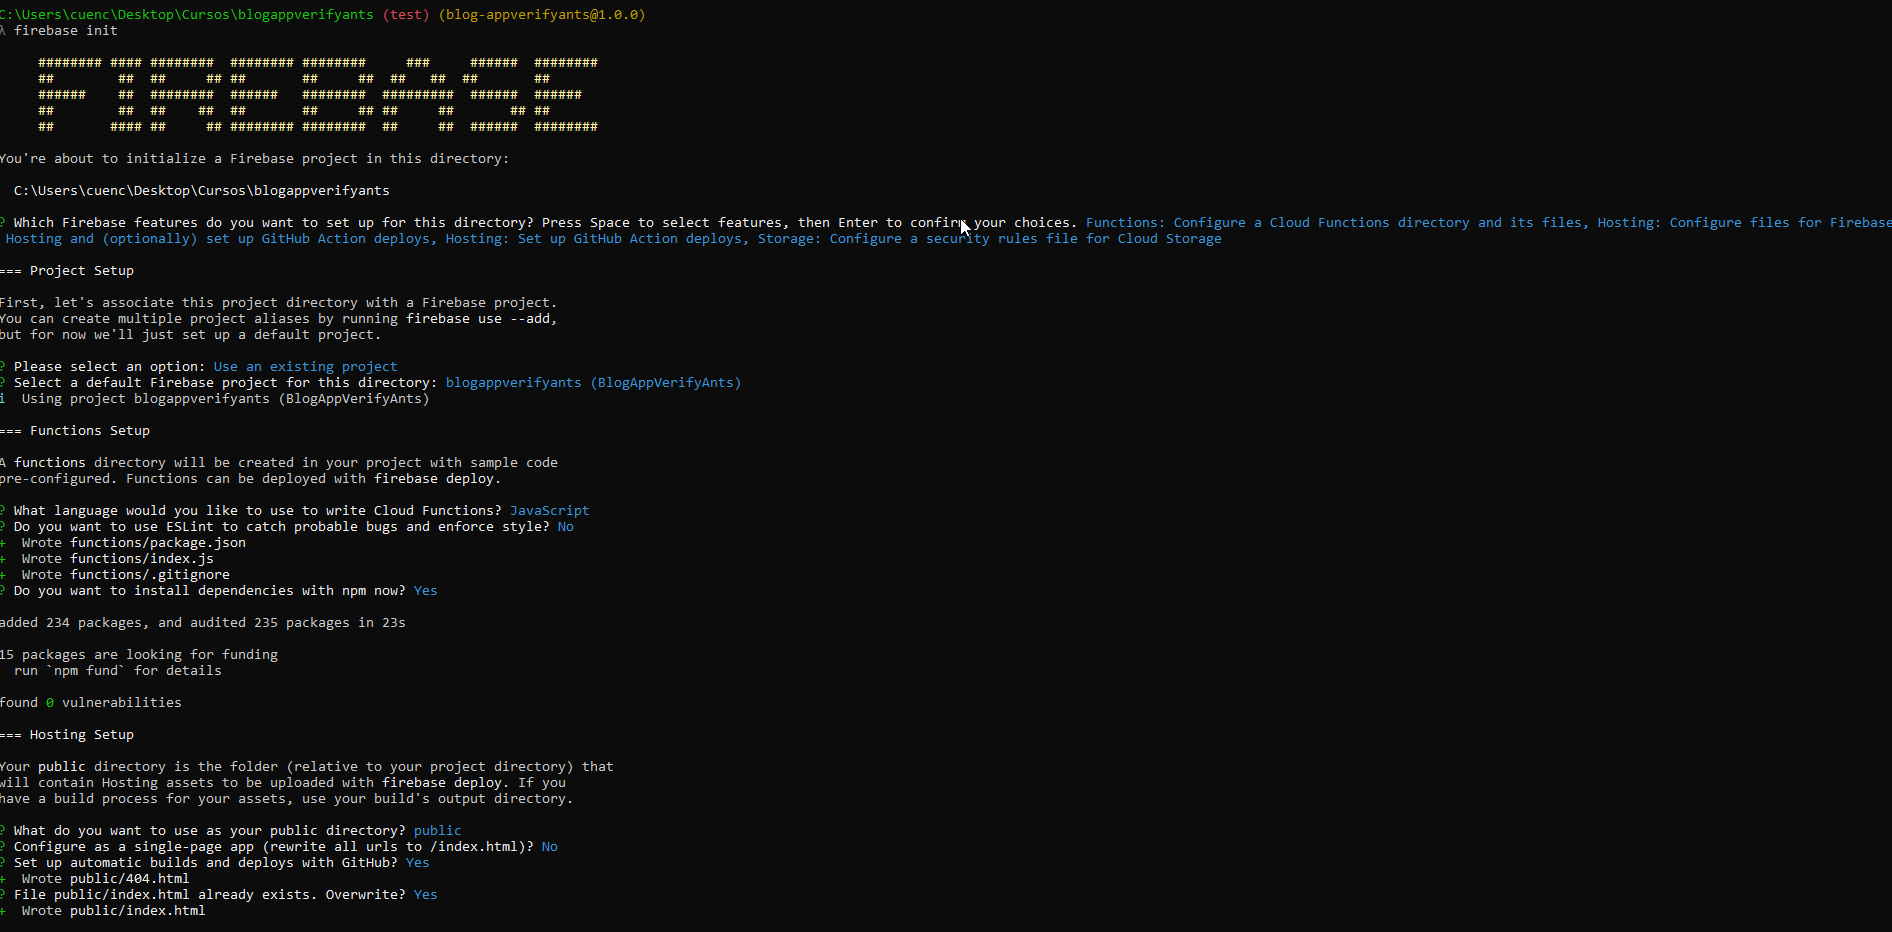 C:\Users\cuenc\Desktop\Cursos\blogappverifyants (test) (blog-appverifyants@1.0.0)
λ firebase init
######## #### ########  ######## ########     ###     ######  ########
##        ##  ##     ## ##       ##     ##  ##   ##  ##       ##
######    ##  ########  ######   ########  #########  ######  ######
##        ##  ##    ##  ##       ##     ## ##     ##       ## ##
##       #### ##     ## ######## ########  ##     ##  ######  ########
You're about to initialize a Firebase project in this directory:
C:\Users\cuenc\Desktop\Cursos\blogappverifyants
? Which Firebase features do you want to set up for this directory? Press Space to select features, then Enter to confirm your choices. Functions: Configure a Cloud Functions directory and its files, Hosting: Configure files for Firebase
Hosting and (optionally) set up GitHub Action deploys, Hosting: Set up GitHub Action deploys, Storage: Configure a security rules file for Cloud Storage
=== Project Setup
First, let's associate this project directory with a Firebase project.
You can create multiple project aliases by running firebase use --add,
but for now we'll just set up a default project.
? Please select an option: Use an existing project
? Select a default Firebase project for this directory: blogappverifyants (BlogAppVerifyAnts)
i  Using project blogappverifyants (BlogAppVerifyAnts)
=== Functions Setup
A functions directory will be created in your project with sample code
pre-configured. Functions can be deployed with firebase deploy.
? What language would you like to use to write Cloud Functions? JavaScript
? Do you want to use ESLint to catch probable bugs and enforce style? No
+  Wrote functions/package.json
+  Wrote functions/index.js
+  Wrote functions/.gitignore
? Do you want to install dependencies with npm now? Yes
added 234 packages, and audited 235 packages in 23s
15 packages are looking for funding
run `npm fund` for details
found 0 vulnerabilities
=== Hosting Setup
Your public directory is the folder (relative to your project directory) that
will contain Hosting assets to be uploaded with firebase deploy. If you
have a build process for your assets, use your build's output directory.
? What do you want to use as your public directory? public
? Configure as a single-page app (rewrite all urls to /index.html)? No
? Set up automatic builds and deploys with GitHub? Yes
+  Wrote public/404.html
? File public/index.html already exists. Overwrite? Yes
+  Wrote public/index.html